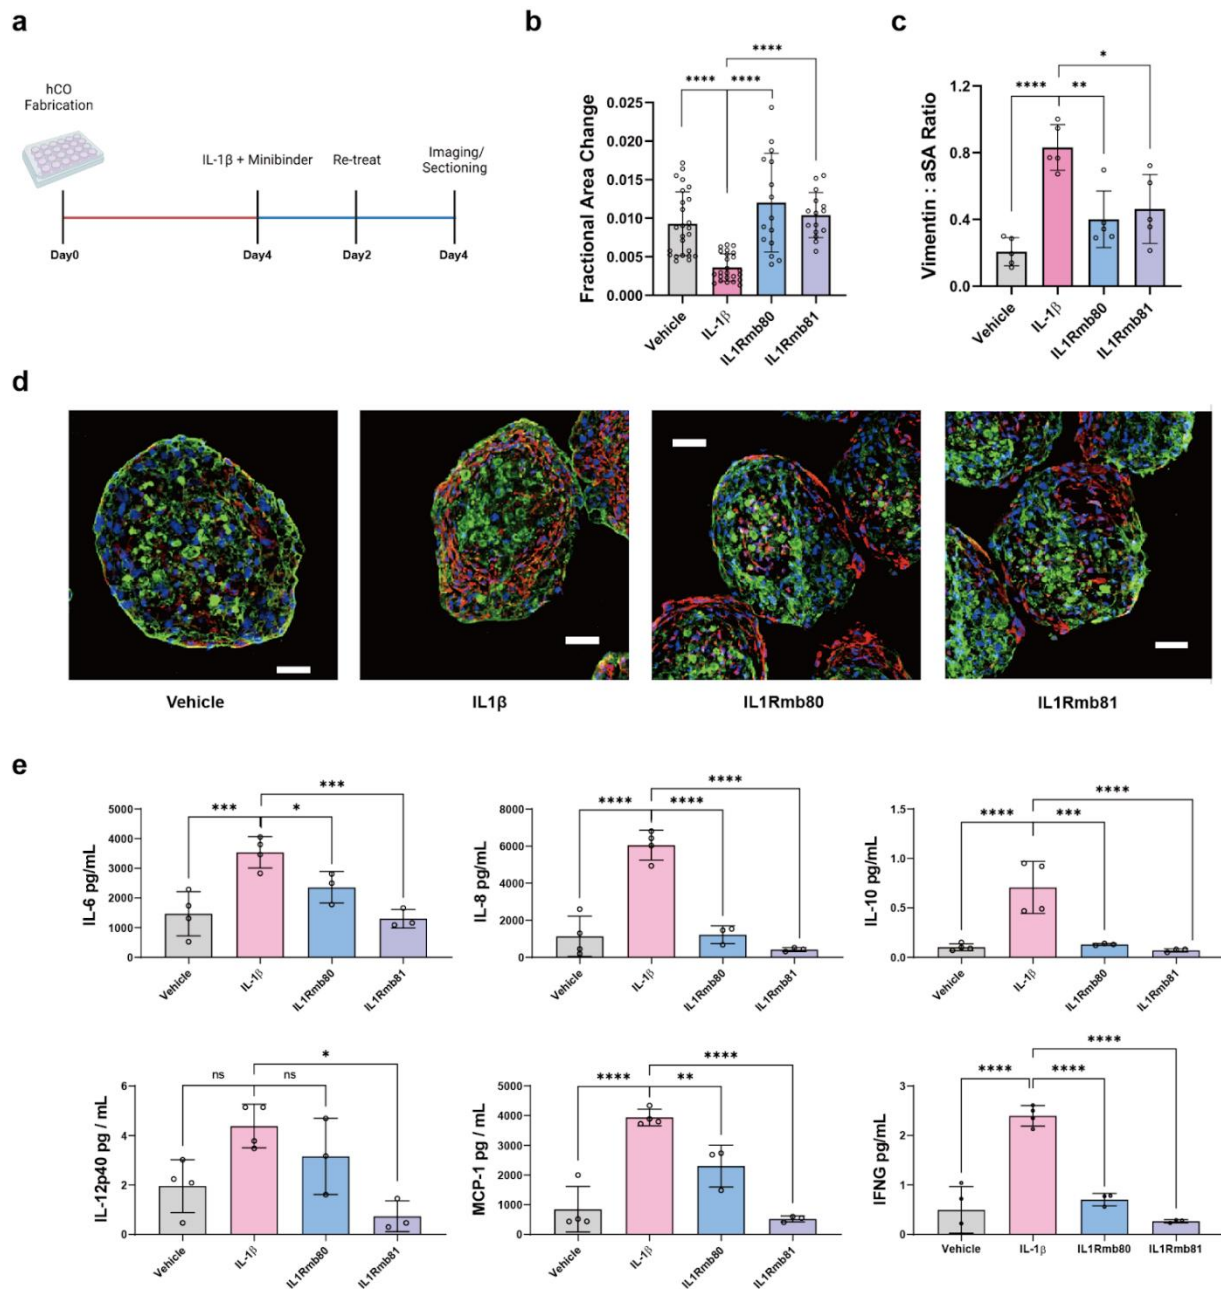 a
hCO
Fabrication
IL-1β + Minibinder
Re-treat
Imaging/
Sectioning
Day0
Day4
Day2
Day4
b
Fractional Area Change
0.025
0.020
0.015
0.010
0.005
0.000
****
****
****
Vehicle
IL-1β
IL1Rmb80
IL1Rmb81
c
Vimentin : aSA Ratio
1.2
0.8
0.4
0.0
*
****
**
Vehicle
IL-1β
IL1Rmb80
IL1Rmb81
d
Vehicle
IL1β
IL1Rmb80
IL1Rmb81
e
IL-6 pg/mL
5000
4000
3000
2000
1000
0
***
***
*
Vehicle
IL-1β
IL1Rmb80
IL1Rmb81
IL-8 pg/mL
8000
6000
4000
2000
0
****
****
****
Vehicle
IL-1β
IL1Rmb80
IL1Rmb81
IL-10 pg/mL
1.5
1.0
0.5
0.0
****
****
***
Vehicle
IL-1β
IL1Rmb80
IL1Rmb81
IL-12p40 pg / mL
6
4
2
0
*
ns
ns
Vehicle
IL-1β
IL1Rmb80
IL1Rmb81
MCP-1 pg / mL
5000
4000
3000
2000
1000
0
****
****
**
Vehicle
IL-1β
IL1Rmb80
IL1Rmb81
IFNG pg/mL
3
2
1
0
****
****
****
Vehicle
IL-1β
IL1Rmb80
IL1Rmb81